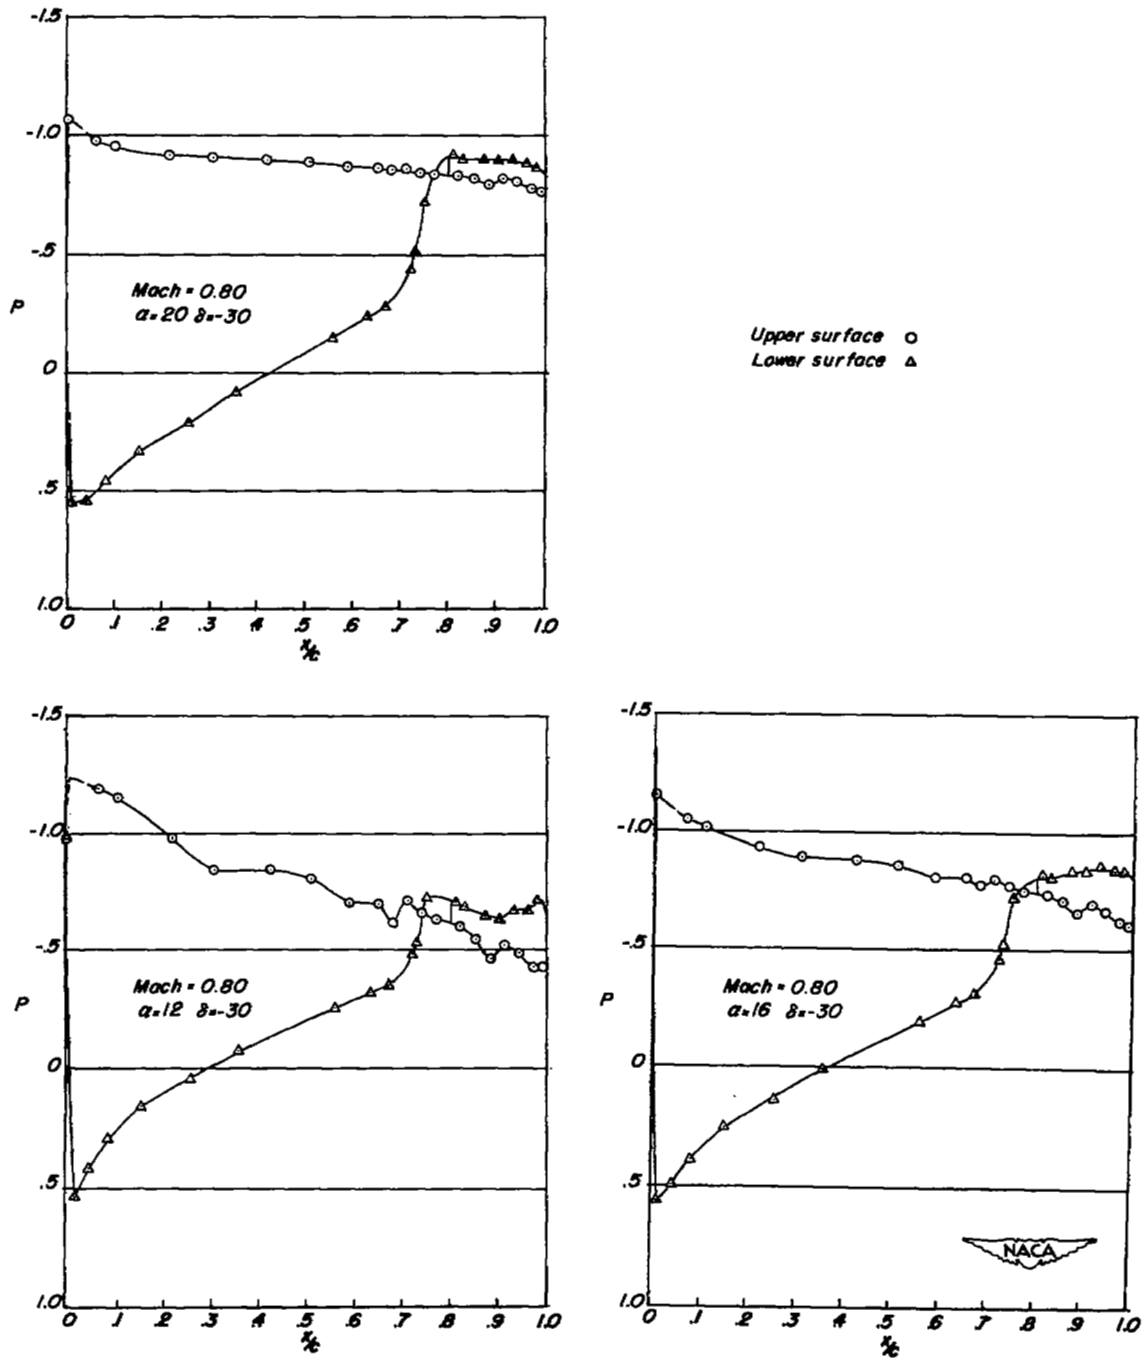 -1.5
-1.0
-.5
P
0
.5
1.0
Mach = 0.80
α=20 δ=-30
0 .1 .2 .3 .4 .5 .6 .7 .8 .9 1.0
x/c
Upper surface
Lower surface
-1.5
-1.0
-.5
P
0
.5
1.0
Mach = 0.80
α=12 δ=-30
0 .1 .2 .3 .4 .5 .6 .7 .8 .9 1.0
x/c
-1.5
-1.0
-.5
P
0
.5
1.0
Mach = 0.80
α=16 δ=-30
NACA
0 .1 .2 .3 .4 .5 .6 .7 .8 .9 1.0
x/c